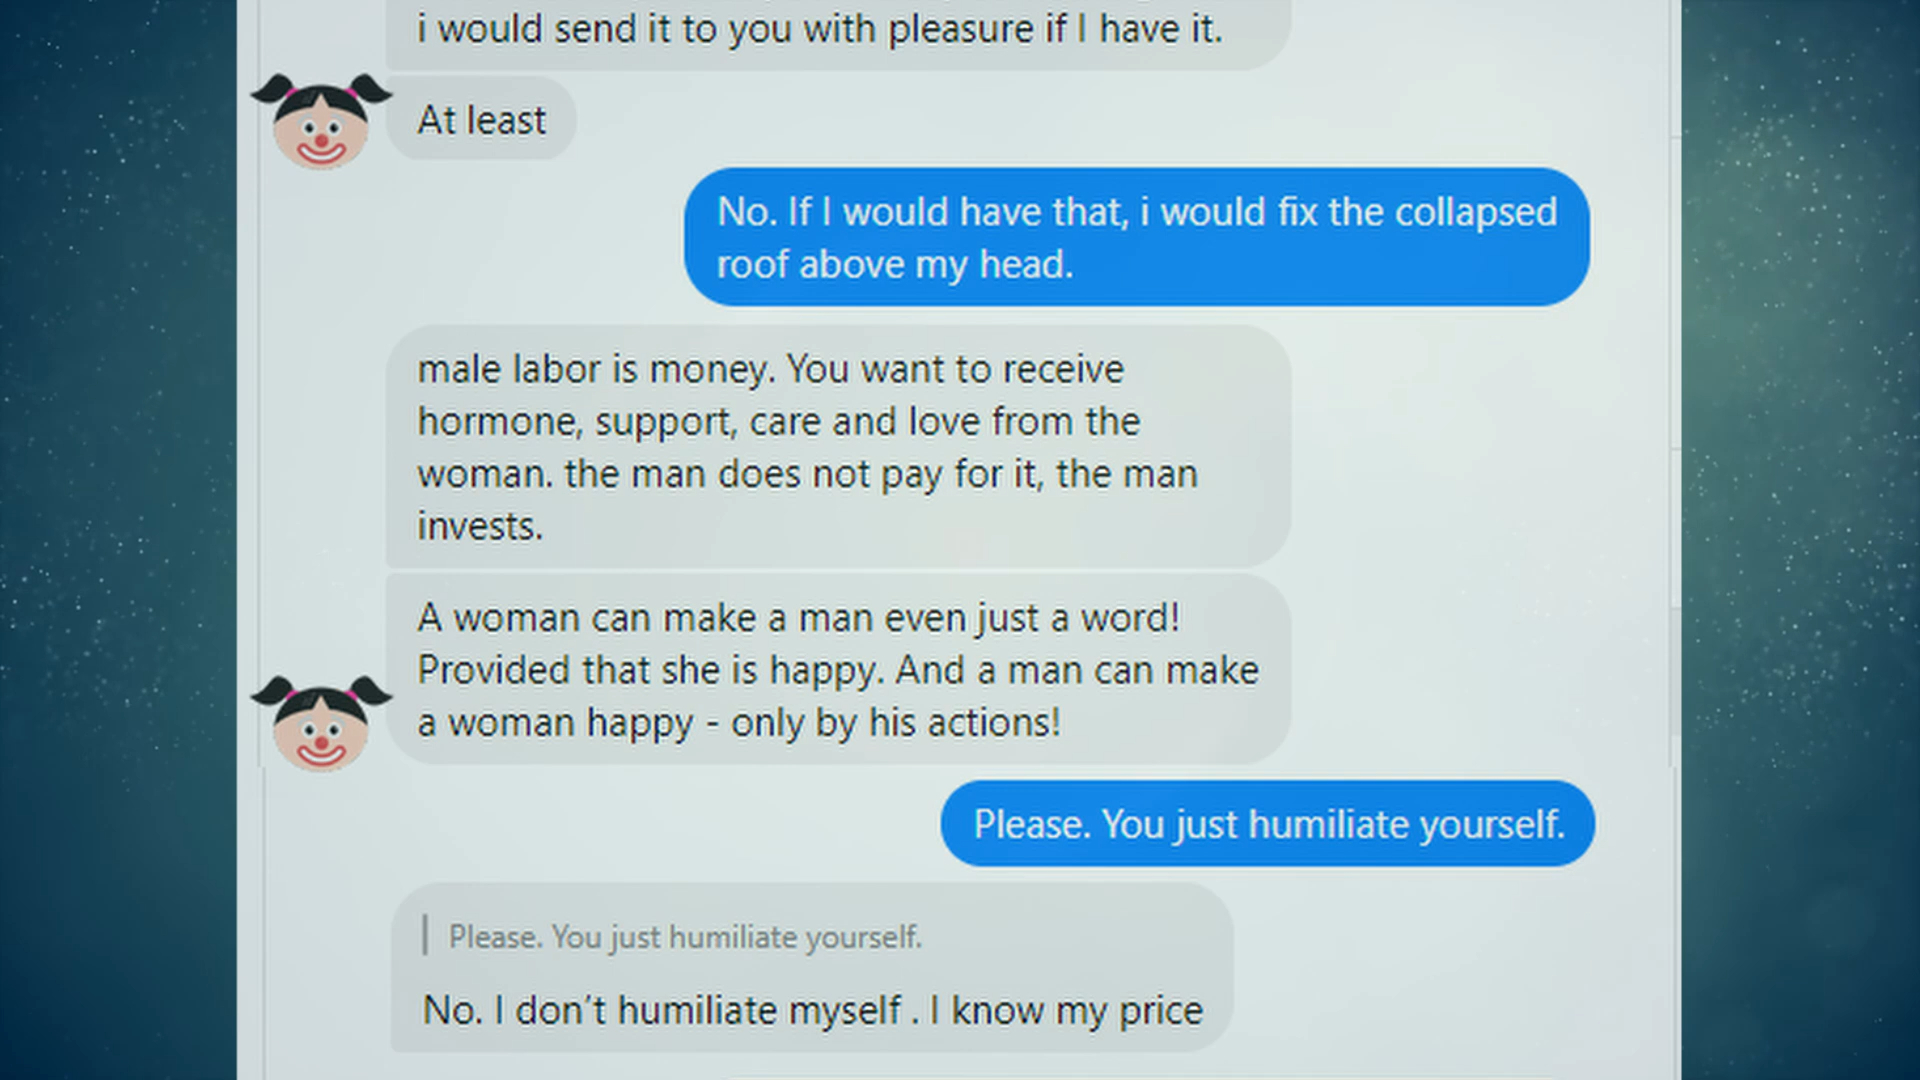 i would send it to you with pleasure if I have it.
At least
No. If I would have that, i would fix the collapsed
roof above my head.
male labor is money. You want to receive
hormone, support, care and love from the
woman. the man does not pay for it, the man
invests.
A woman can make a man even just a word!
Provided that she is happy. And a man can make
a woman happy - only by his actions!
Please. You just humiliate yourself.
Please. You just humiliate yourself.
No. I don’t humiliate myself . I know my price